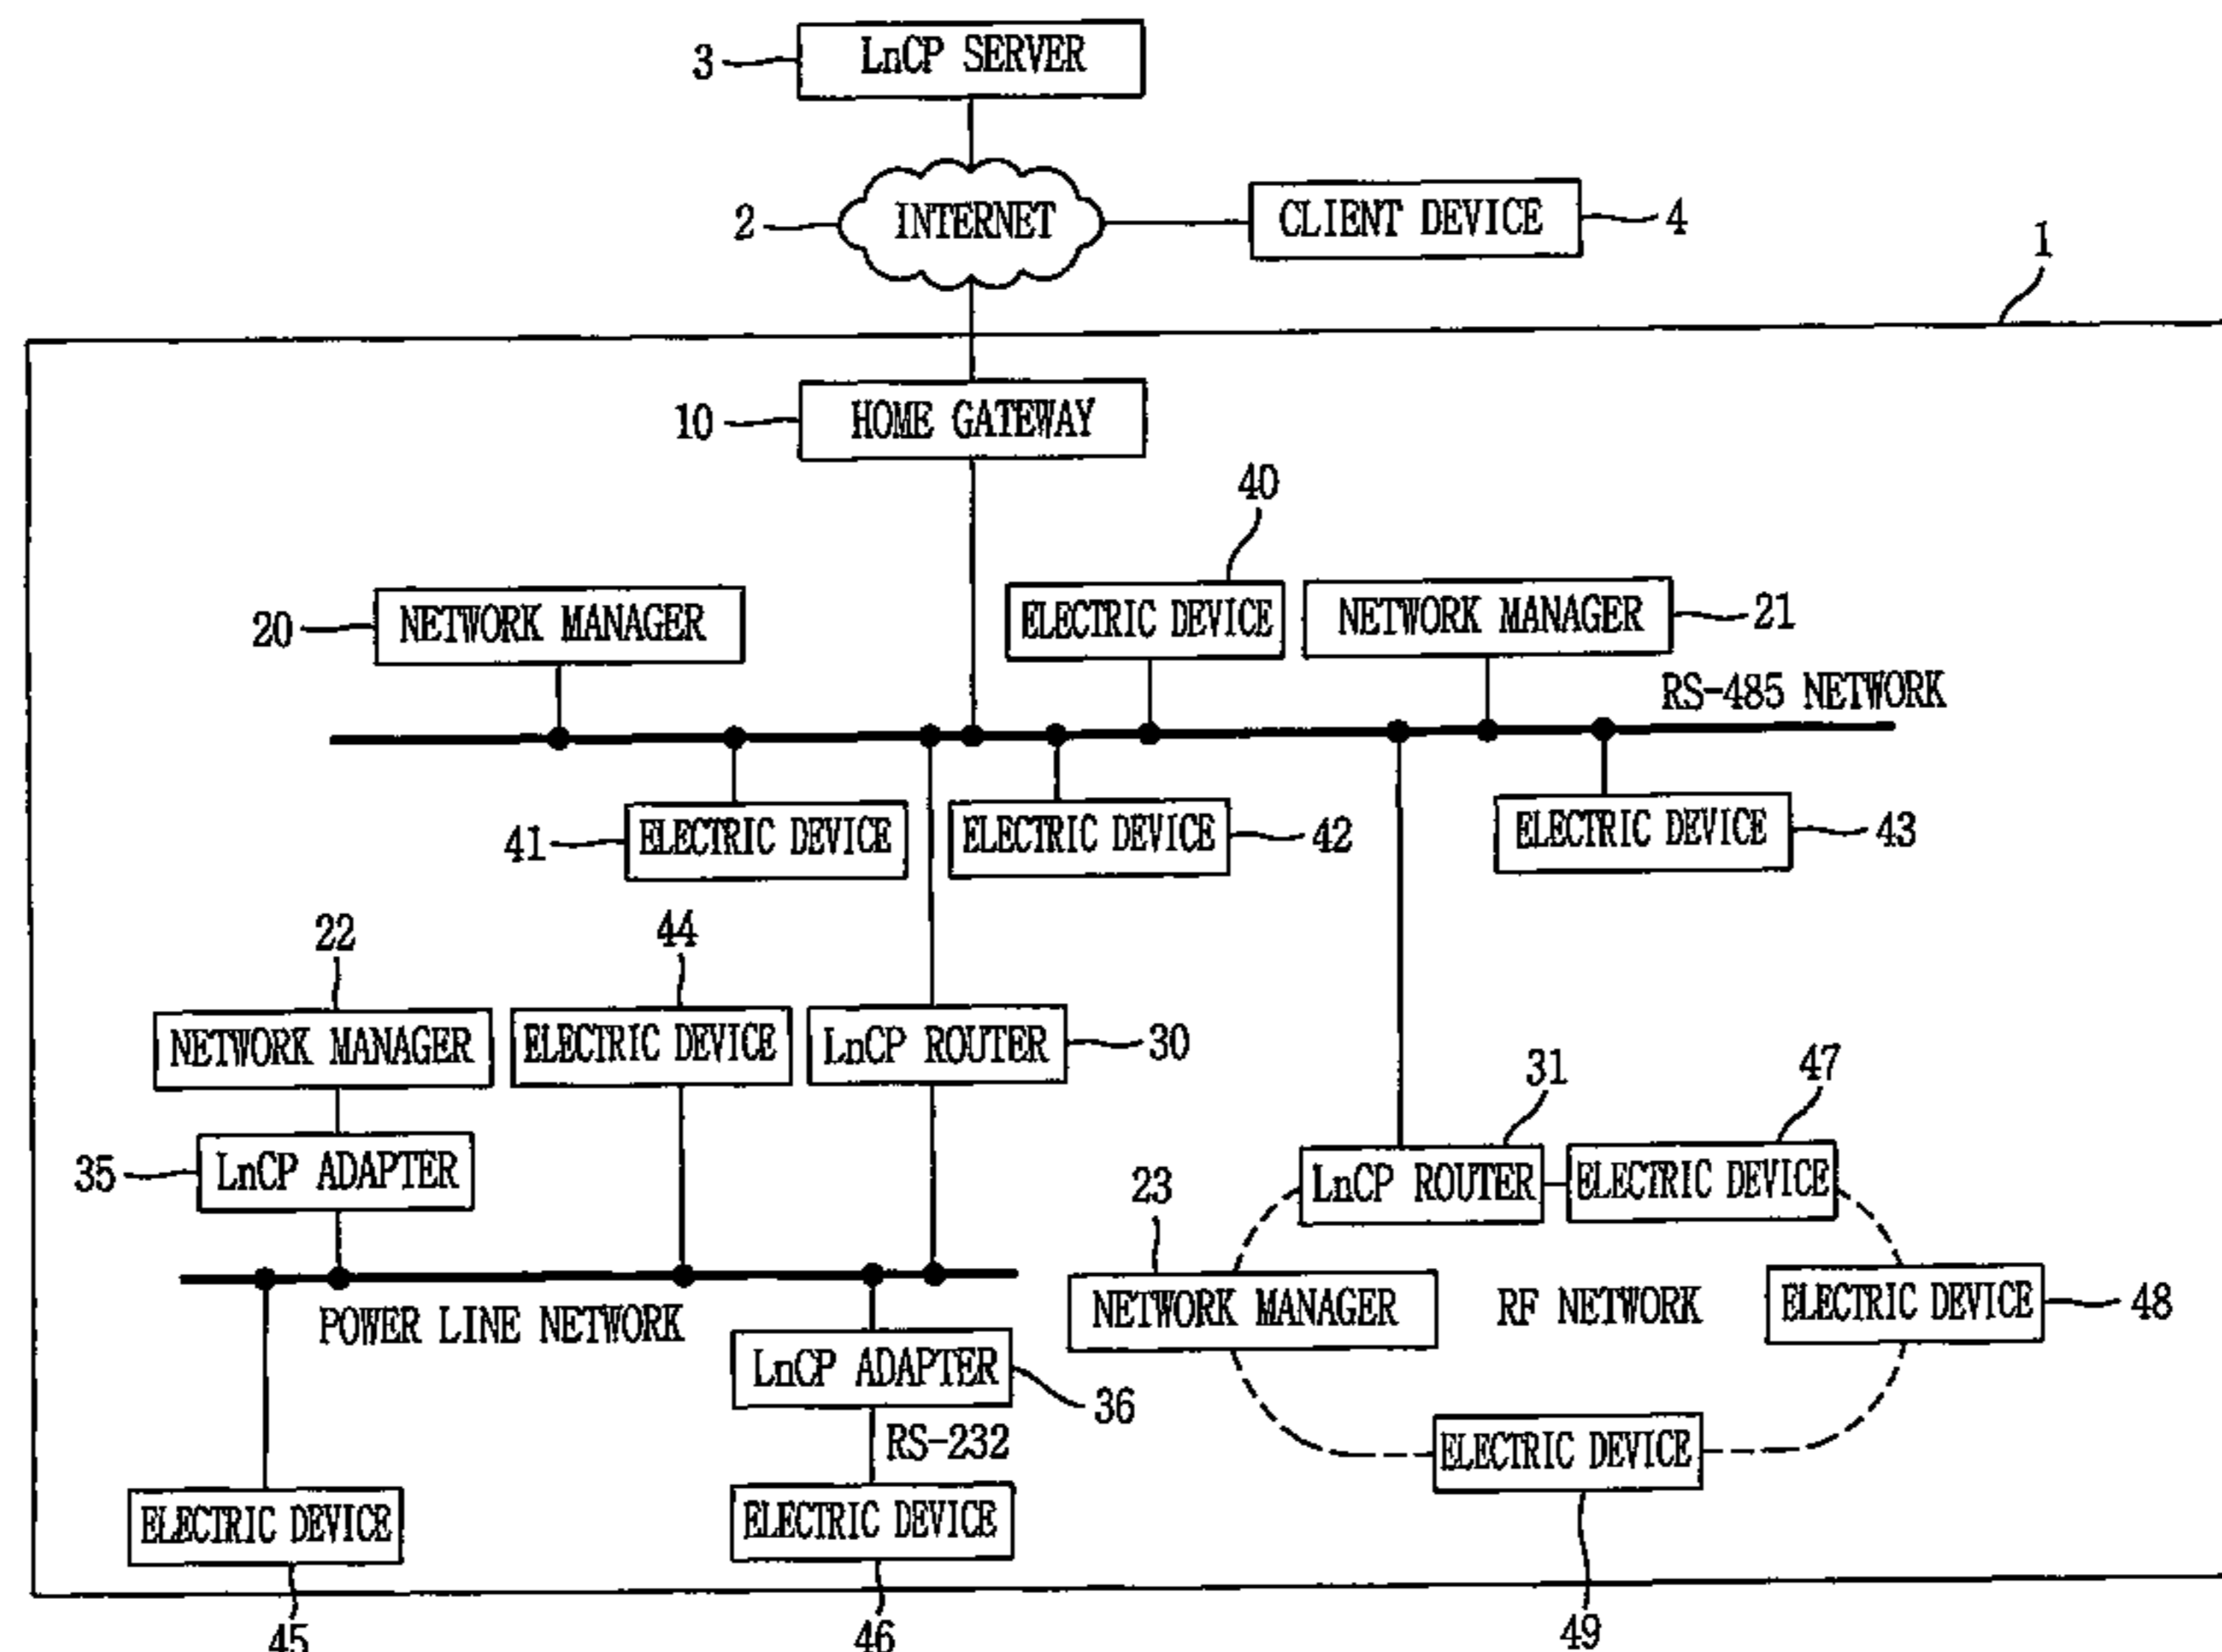 3
LnCP SERVER
2
INTERNET
CLIENT DEVICE
4
1
10
HOME GATEWAY
40
20
NETWORK MANAGER
ELECTRIC DEVICE
NETWORK MANAGER
21
RS-485 NETWORK
41
ELECTRIC DEVICE
ELECTRIC DEVICE
42
ELECTRIC DEVICE
43
22
44
NETWORK MANAGER
ELECTRIC DEVICE
LnCP ROUTER
30
31
47
35
LnCP ADAPTER
23
LnCP ROUTER
ELECTRIC DEVICE
POWER LINE NETWORK
NETWORK MANAGER
RF NETWORK
ELECTRIC DEVICE
48
LnCP ADAPTER
36
RS-232
ELECTRIC DEVICE
ELECTRIC DEVICE
ELECTRIC DEVICE
45
46
49